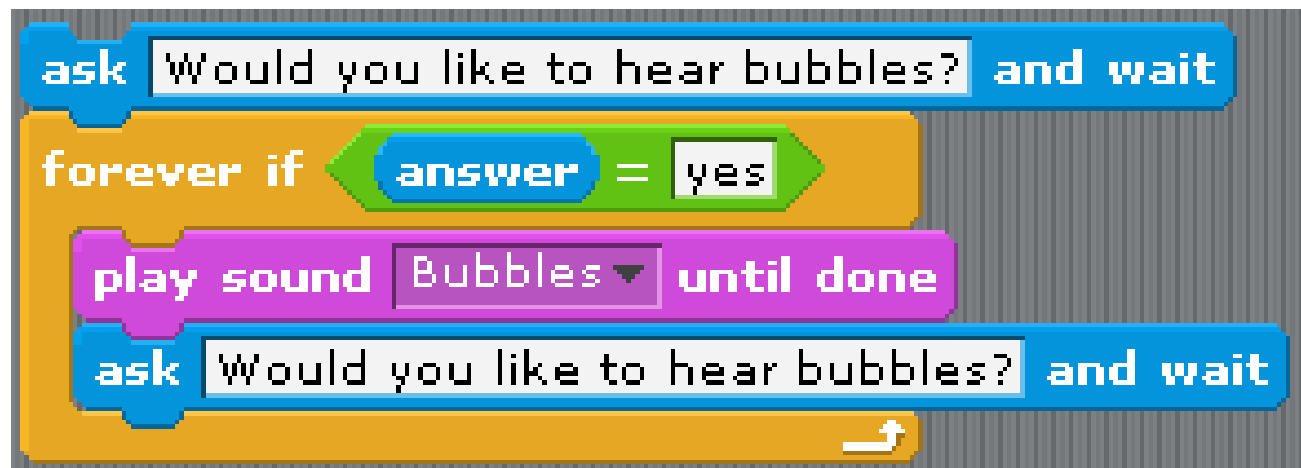 ask Would you like to hear bubbles? and wait
forever if answer = yes
play sound Bubbles until done
ask Would you like to hear bubbles? and wait